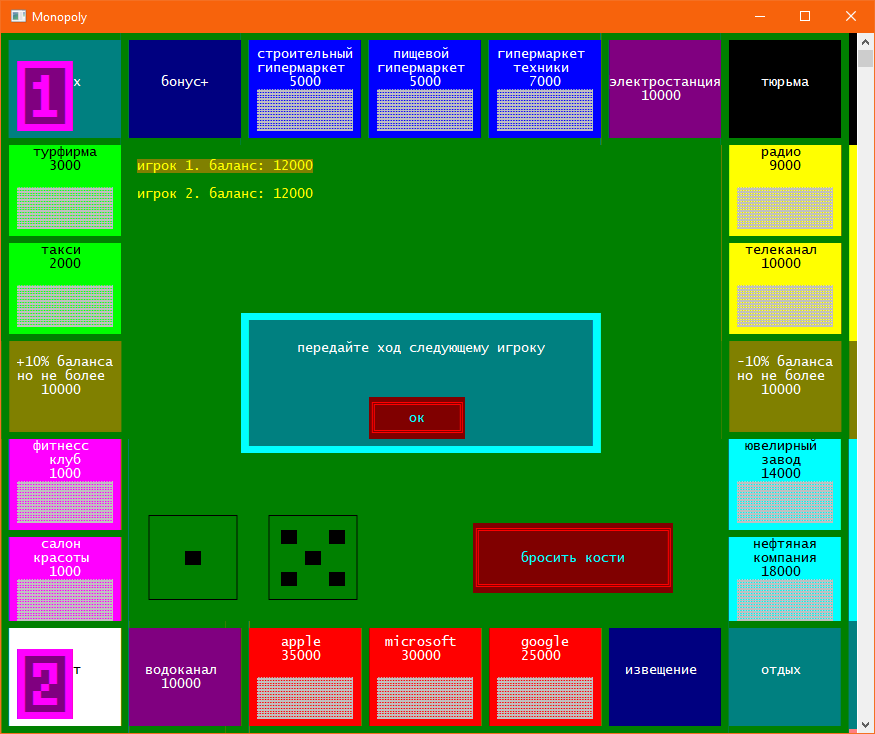 Monopoly
1
х
бонус+
строительный
гипермаркет
5000
пищевой
гипермаркет
5000
гипермаркет
техники
7000
электростанция
10000
тюрьма
турфирма
3000
игрок 1. баланс: 12000
игрок 2. баланс: 12000
радио
9000
такси
2000
телеканал
10000
+10% баланса
но не более
10000
передайте ход следующему игроку
ок
-10% баланса
но не более
10000
фитнесс
клуб
1000
ювелирный
завод
14000
салон
красоты
1000
бросить кости
нефтяная
компания
18000
2
т
водоканал
10000
apple
35000
microsoft
30000
google
25000
извещение
отдых